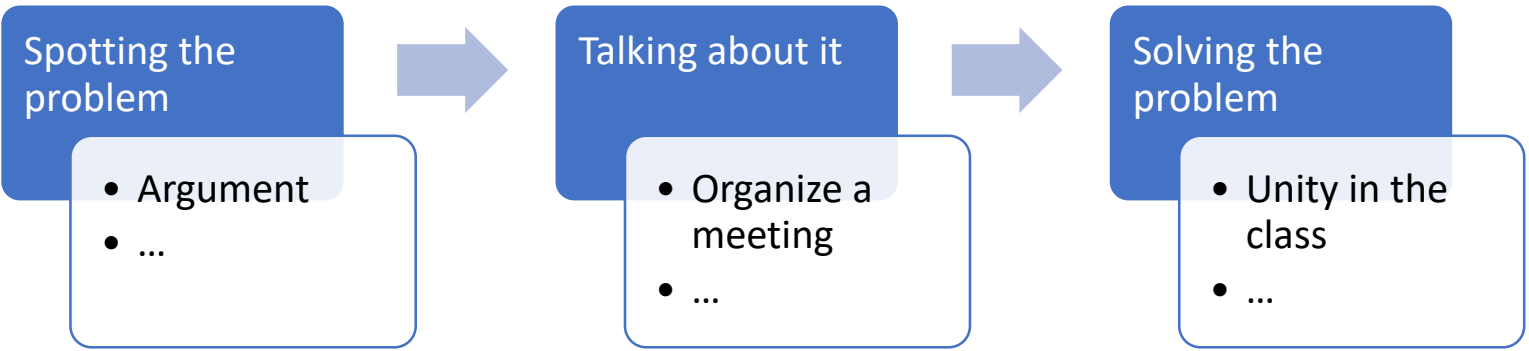 Spotting the
problem
• Argument
• ...
Talking about it
• Organize a
meeting
• ...
Solving the
problem
• Unity in the
class
• ...